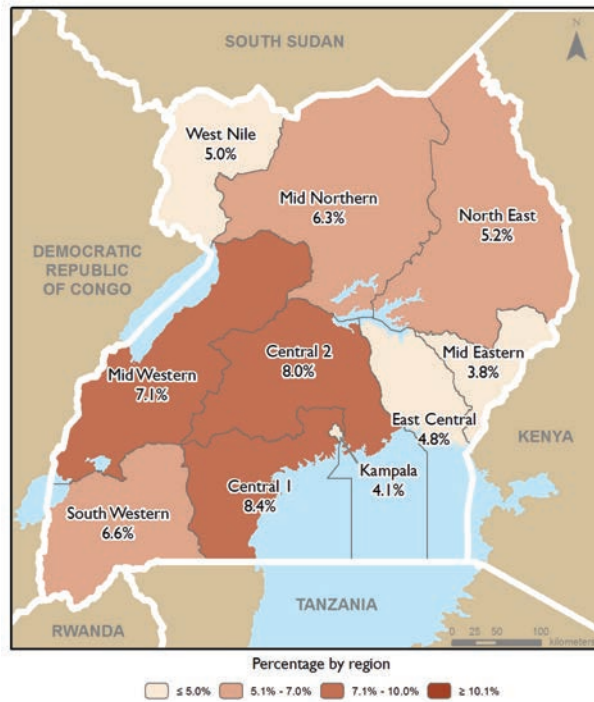 SOUTH SUDAN
N
West Nile
5.0%
Mid Northern
6.3%
North East
5.2%
DEMOCRATIC
REPUBLIC
OF CONGO
Central 2
8.0%
Mid Eastern
3.8%
Mid Western
7.1%
East Central
4.8%
KENYA
Kampala
4.1%
Central 1
8.4%
South Western
6.6%
TANZANIA
RWANDA
0 25 50 100
kilometers
Percentage by region
≤ 5.0% 5.1% - 7.0% 7.1% - 10.0% ≥ 10.1%